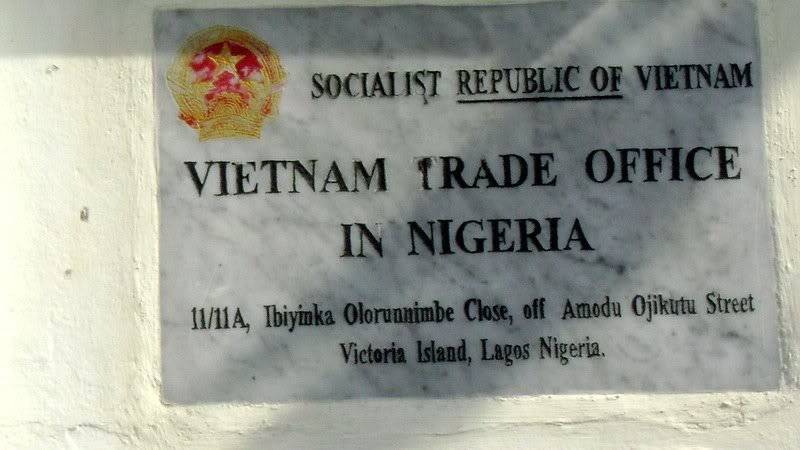 SOCIALIST REPUBLIC OF VIETNAM
VIETNAM TRADE OFFICE
IN NIGERIA
11/11A, Ibiyinka Olorunnimbe Close, off Amodu Ojikutu Street
Victoria Island, Lagos Nigeria.